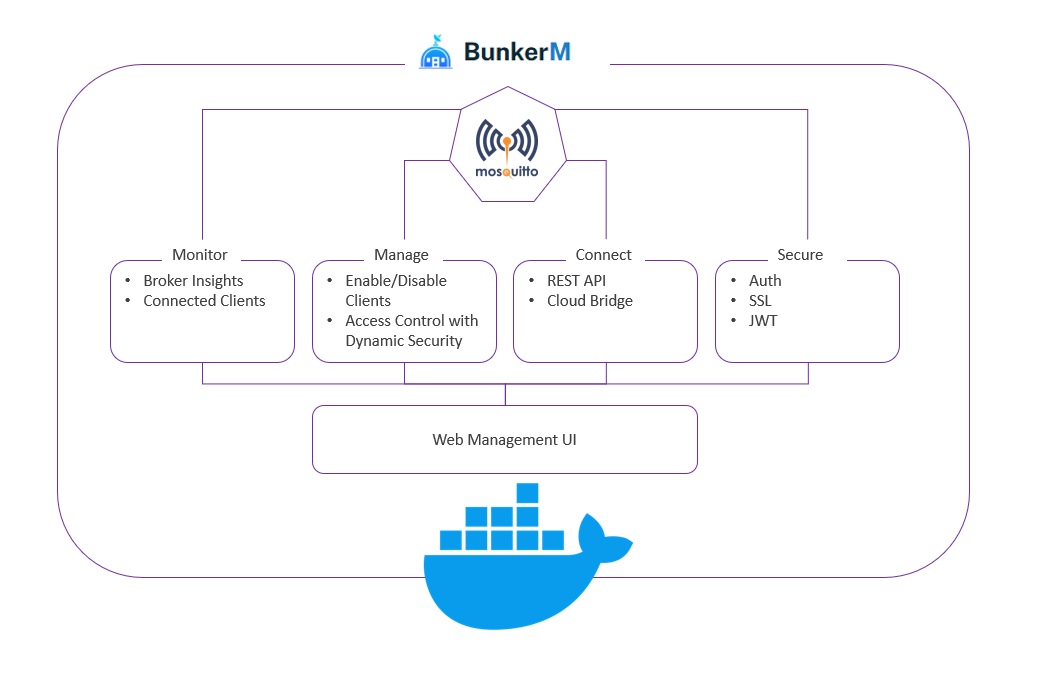 BunkerM
mosquitto
Monitor
• Broker Insights
• Connected Clients
Manage
• Enable/Disable
Clients
• Access Control with
Dynamic Security
Connect
• REST API
• Cloud Bridge
Secure
• Auth
• SSL
• JWT
Web Management UI